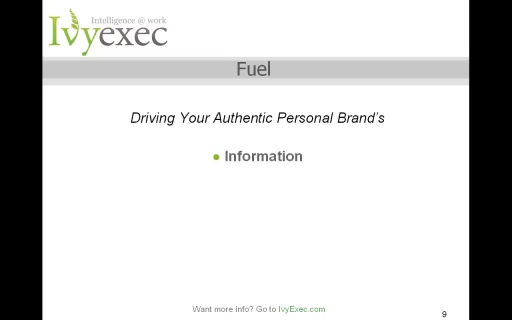 Intelligence @ work
Ivyexec
Fuel
Driving Your Authentic Personal Brand's
● Information
Want more info? Go to IvyExec.com
9